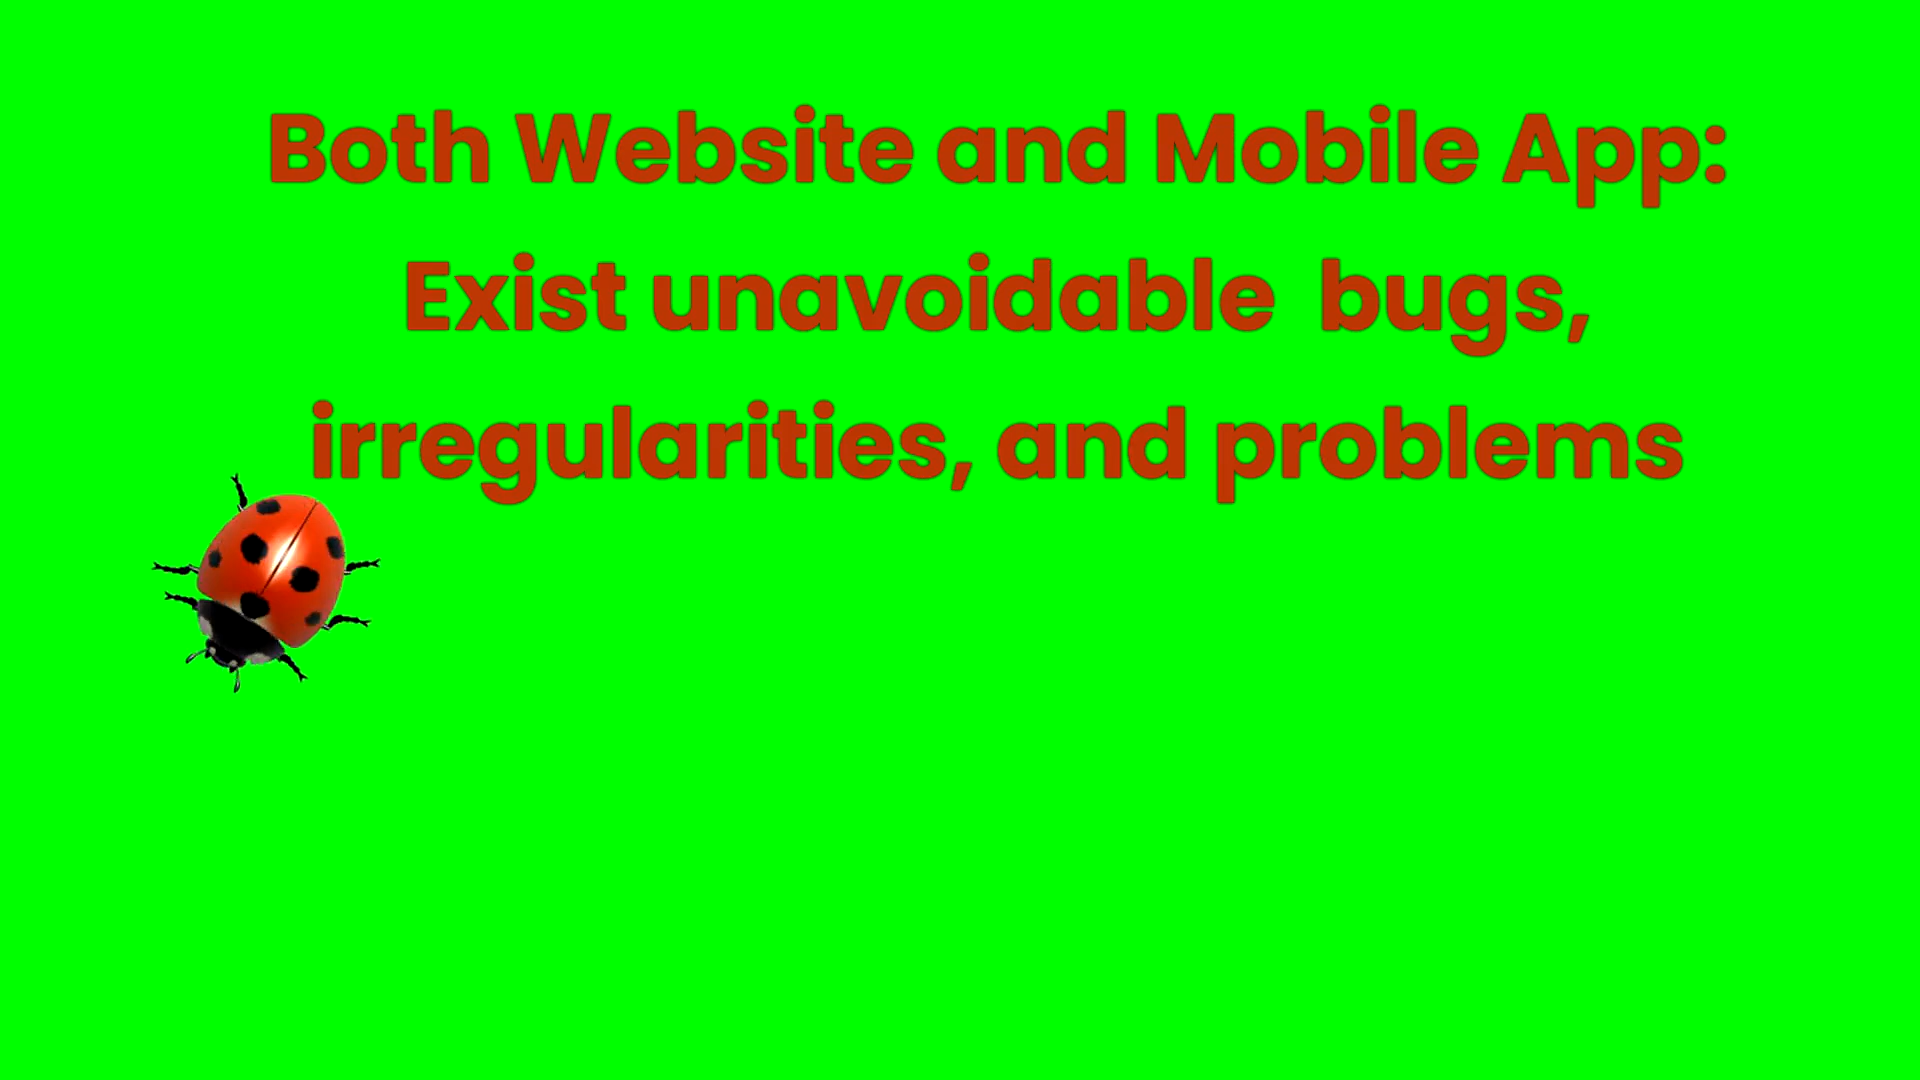 Both Website and Mobile App:
Exist unavoidable  bugs,
irregularities, and problems